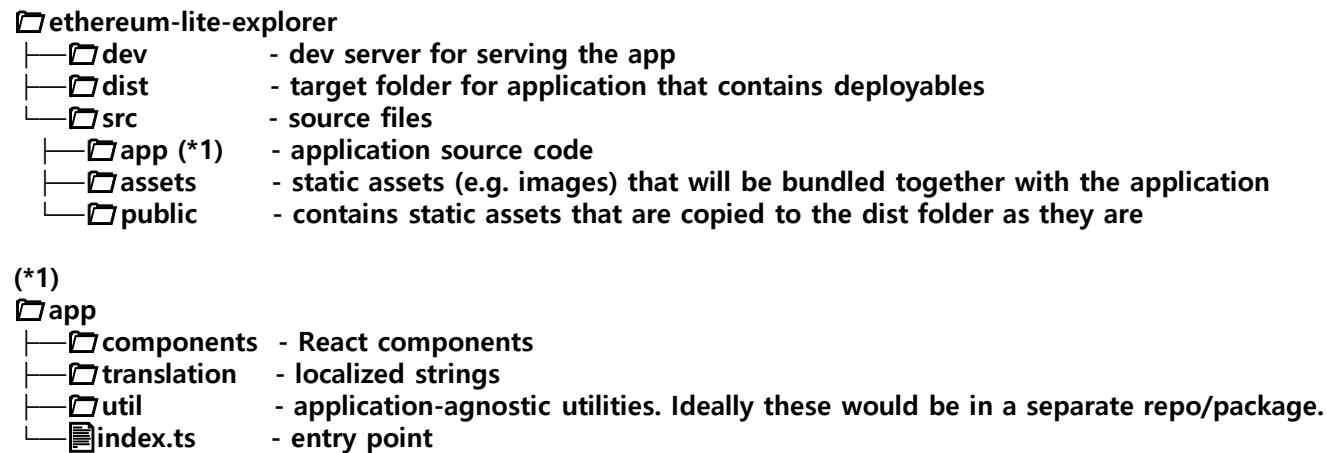 ethereum-lite-explorer
├──dev - dev server for serving the app
├──dist - target folder for application that contains deployables
└──src - source files
├──app (*1) - application source code
├──assets - static assets (e.g. images) that will be bundled together with the application
└──public - contains static assets that are copied to the dist folder as they are
(*1)
app
├──components - React components
├──translation - localized strings
├──util - application-agnostic utilities. Ideally these would be in a separate repo/package.
└──index.ts - entry point